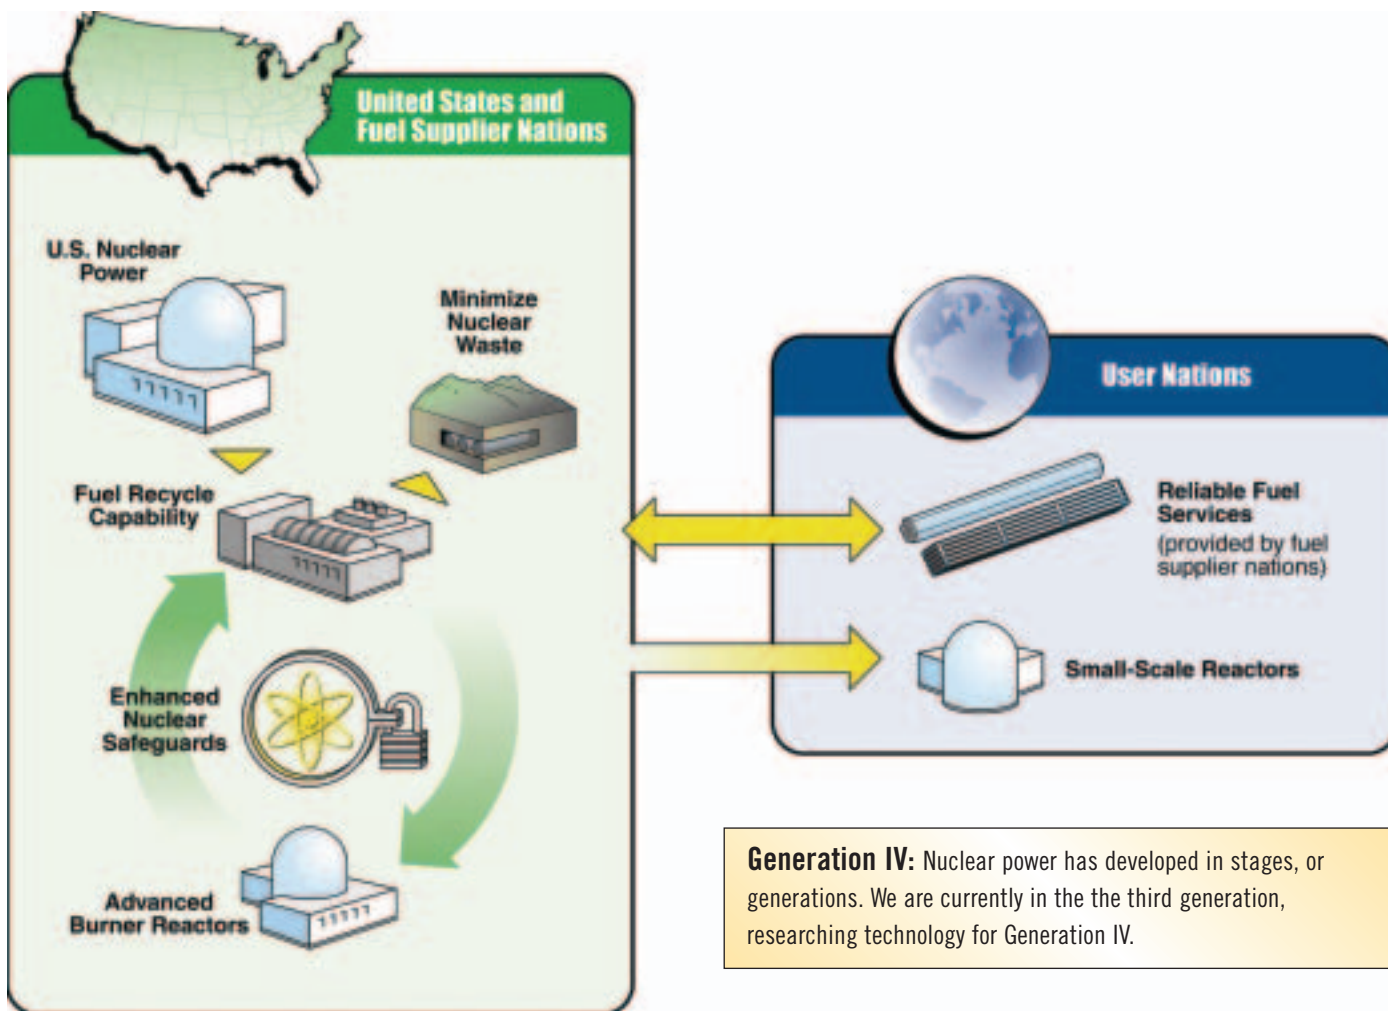 United States and
Fuel Supplier Nations
U.S. Nuclear
Power
Minimize
Nuclear
Waste
Fuel Recycle
Capability
Enhanced
Nuclear
Safeguards
Advanced
Burner Reactors
User Nations
Reliable Fuel
Services
(provided by fuel
supplier nations)
Small-Scale Reactors
Generation IV: Nuclear power has developed in stages, or
generations. We are currently in the the third generation,
researching technology for Generation IV.